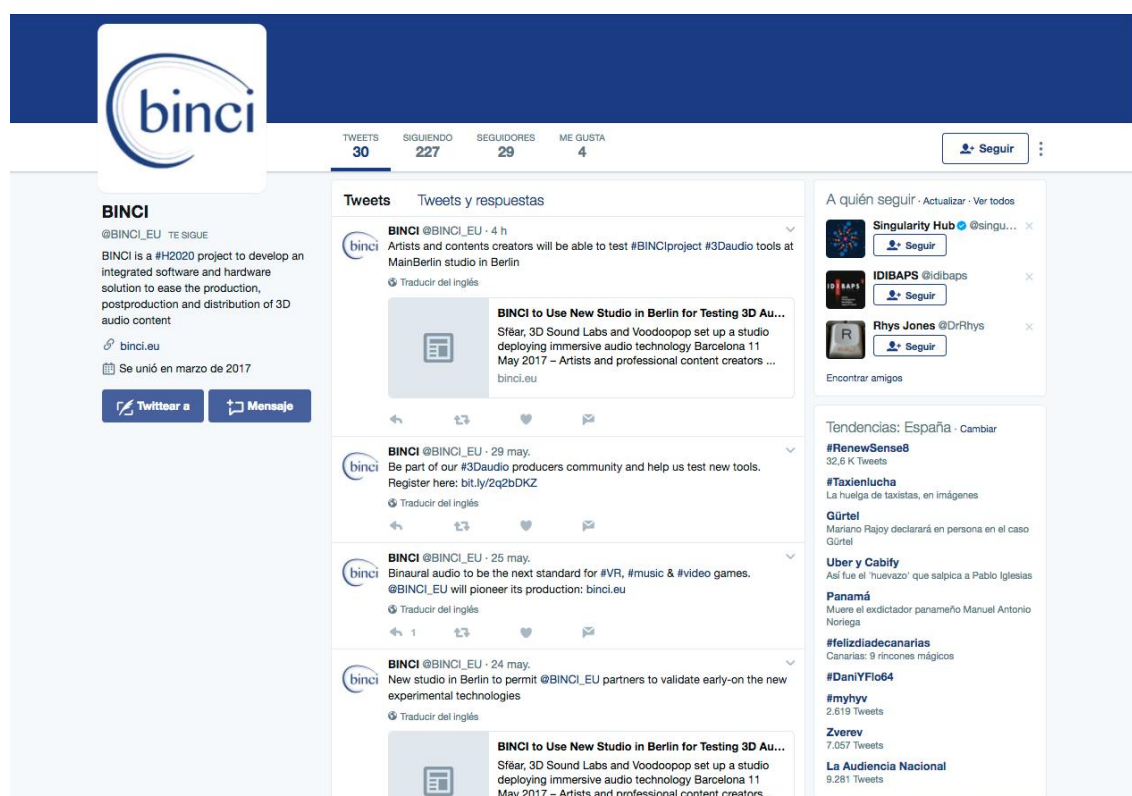 binci
TWEETS
30
SIGUIENDO
227
SEGUIDORES
29
ME GUSTA
4
Seguir
BINCI
@BINCI_EU TE SIGUE
BINCI is a #H2020 project to develop an
integrated software and hardware
solution to ease the production,
postproduction and distribution of 3D
audio content
binci.eu
Se unió en marzo de 2017
Twittear a
Mensaje
Tweets
Tweets y respuestas
binci
BINCI @BINCI_EU · 4 h
Artists and contents creators will be able to test #BINCIproject #3Daudio tools at
MainBerlin studio in Berlin
Traducir del inglés
BINCI to Use New Studio in Berlin for Testing 3D Au...
Sfëar, 3D Sound Labs and Voodoopop set up a studio
deploying immersive audio technology Barcelona 11
May 2017 – Artists and professional content creators ...
binci.eu
binci
BINCI @BINCI_EU · 29 may.
Be part of our #3Daudio producers community and help us test new tools.
Register here: bit.ly/2q2bDKZ
Traducir del inglés
binci
BINCI @BINCI_EU · 25 may.
Binaural audio to be the next standard for #VR, #music & #video games.
@BINCI_EU will pioneer its production: binci.eu
Traducir del inglés
1
binci
BINCI @BINCI_EU · 24 may.
New studio in Berlin to permit @BINCI_EU partners to validate early-on the new
experimental technologies
Traducir del inglés
BINCI to Use New Studio in Berlin for Testing 3D Au...
Sfëar, 3D Sound Labs and Voodoopop set up a studio
deploying immersive audio technology Barcelona 11
May 2017 – Artists and professional content creators ...
A quién seguir · Actualizar · Ver todos
Singularity Hub @singu...
Seguir
IDIBAPS
IDIBAPS @idibaps
Seguir
R
Rhys Jones @DrRhys
Seguir
Encontrar amigos
Tendencias: España · Cambiar
#RenewSense8
32,6 K Tweets
#Taxienlucha
La huelga de taxistas, en imágenes
Gürtel
Mariano Rajoy declarará en persona en el caso
Gürtel
Uber y Cabify
Así fue el 'huevazo' que salpica a Pablo Iglesias
Panamá
Muere el exdictador panameño Manuel Antonio
Noriega
#felizdiadecanarias
Canarias: 9 rincones mágicos
#DaniYFlo64
#myhyv
2.619 Tweets
Zverev
7.057 Tweets
La Audiencia Nacional
9.281 Tweets